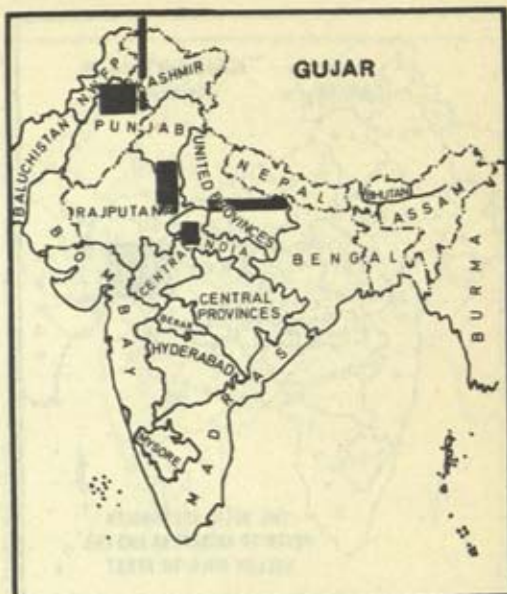 GUJAR
N.W.F.P.
KASHMIR
PUNJAB
BALUCHISTAN
UNITED PROVINCES
NEPAL
BHUTAN
ASSAM
RAJPUTAN
CENTRAL INDIA
BENGAL
BURMA
BOMBAY
CENTRAL
PROVINCES
BERAR
HYDERABAD
MADRAS
MYSORE